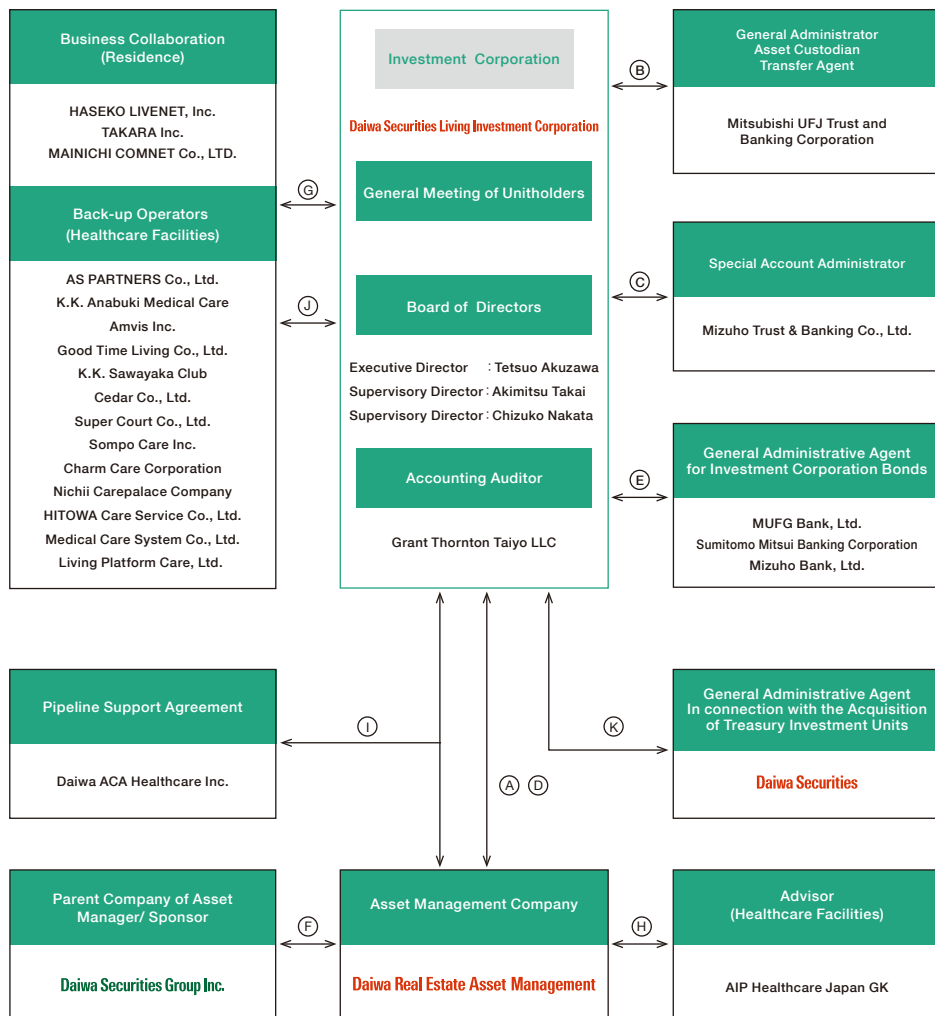 Business Collaboration
(Residence)
HASEKO LIVENET, Inc.
TAKARA Inc.
MAINICHI COMNET Co., LTD.
Back-up Operators
(Healthcare Facilities)
AS PARTNERS Co., Ltd.
K.K. Anabuki Medical Care
Amvis Inc.
Good Time Living Co., Ltd.
K.K. Sawayaka Club
Cedar Co., Ltd.
Super Court Co., Ltd.
Sompo Care Inc.
Charm Care Corporation
Nichii Carepalace Company
HITOWA Care Service Co., Ltd.
Medical Care System Co., Ltd.
Living Platform Care, Ltd.
G
J
Investment Corporation
Daiwa Securities Living Investment Corporation
General Meeting of Unitholders
Board of Directors
Executive Director : Tetsuo Akuzawa
Supervisory Director : Akimitsu Takai
Supervisory Director : Chizuko Nakata
Accounting Auditor
Grant Thornton Taiyo LLC
B
General Administrator
Asset Custodian
Transfer Agent
Mitsubishi UFJ Trust and
Banking Corporation
C
Special Account Administrator
Mizuho Trust & Banking Co., Ltd.
E
General Administrative Agent
for Investment Corporation Bonds
MUFG Bank, Ltd.
Sumitomo Mitsui Banking Corporation
Mizuho Bank, Ltd.
Pipeline Support Agreement
Daiwa ACA Healthcare Inc.
I
A D
K
General Administrative Agent
In connection with the Acquisition
of Treasury Investment Units
Daiwa Securities
Parent Company of Asset
Manager/ Sponsor
Daiwa Securities Group Inc.
F
Asset Management Company
Daiwa Real Estate Asset Management
H
Advisor
(Healthcare Facilities)
AIP Healthcare Japan GK